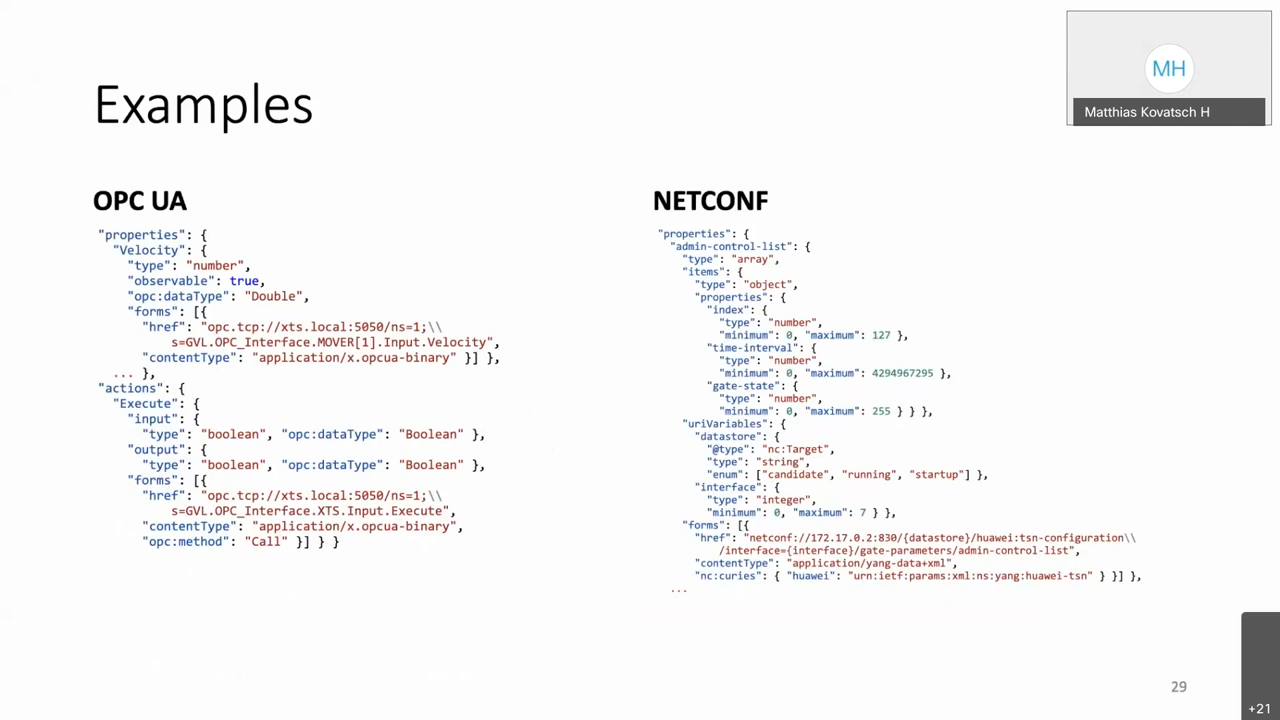 Examples
MH
Matthias Kovatsch H
OPC UA
"properties": {
"Velocity": {
"type": "number",
"observable": true,
"opc:dataType": "Double",
"forms": [{
"href": "opc.tcp://xts.local:5050/ns=1;\\
s=GVL.OPC_Interface.MOVER[1].Input.Velocity",
"contentType": "application/x.opcua-binary" }] },
... },
"actions": {
"Execute": {
"input": {
"type": "boolean", "opc:dataType": "Boolean" },
"output": {
"type": "boolean", "opc:dataType": "Boolean" },
"forms": [{
"href": "opc.tcp://xts.local:5050/ns=1;\\
s=GVL.OPC_Interface.XTS.Input.Execute",
"contentType": "application/x.opcua-binary",
"opc:method": "Call" }] } }
NETCONF
"properties": {
"admin-control-list": {
"type": "array",
"items": {
"type": "object",
"properties": {
"index": {
"type": "number",
"minimum": 0, "maximum": 127 },
"time-interval": {
"type": "number",
"minimum": 0, "maximum": 4294967295 },
"gate-state": {
"type": "number",
"minimum": 0, "maximum": 255 } } },
"uriVariables": {
"datastore": {
"@type": "nc:Target",
"type": "string",
"enum": ["candidate", "running", "startup"] },
"interface": {
"type": "integer",
"minimum": 0, "maximum": 7 } },
"forms": [{
"href": "netconf://172.17.0.2:830/{datastore}/huawei:tsn-configuration\\
/interface={interface}/gate-parameters/admin-control-list",
"contentType": "application/yang-data+xml",
"nc:curies": { "huawei": "urn:ietf:params:xml:ns:yang:huawei-tsn" } }] },
...
29
+21